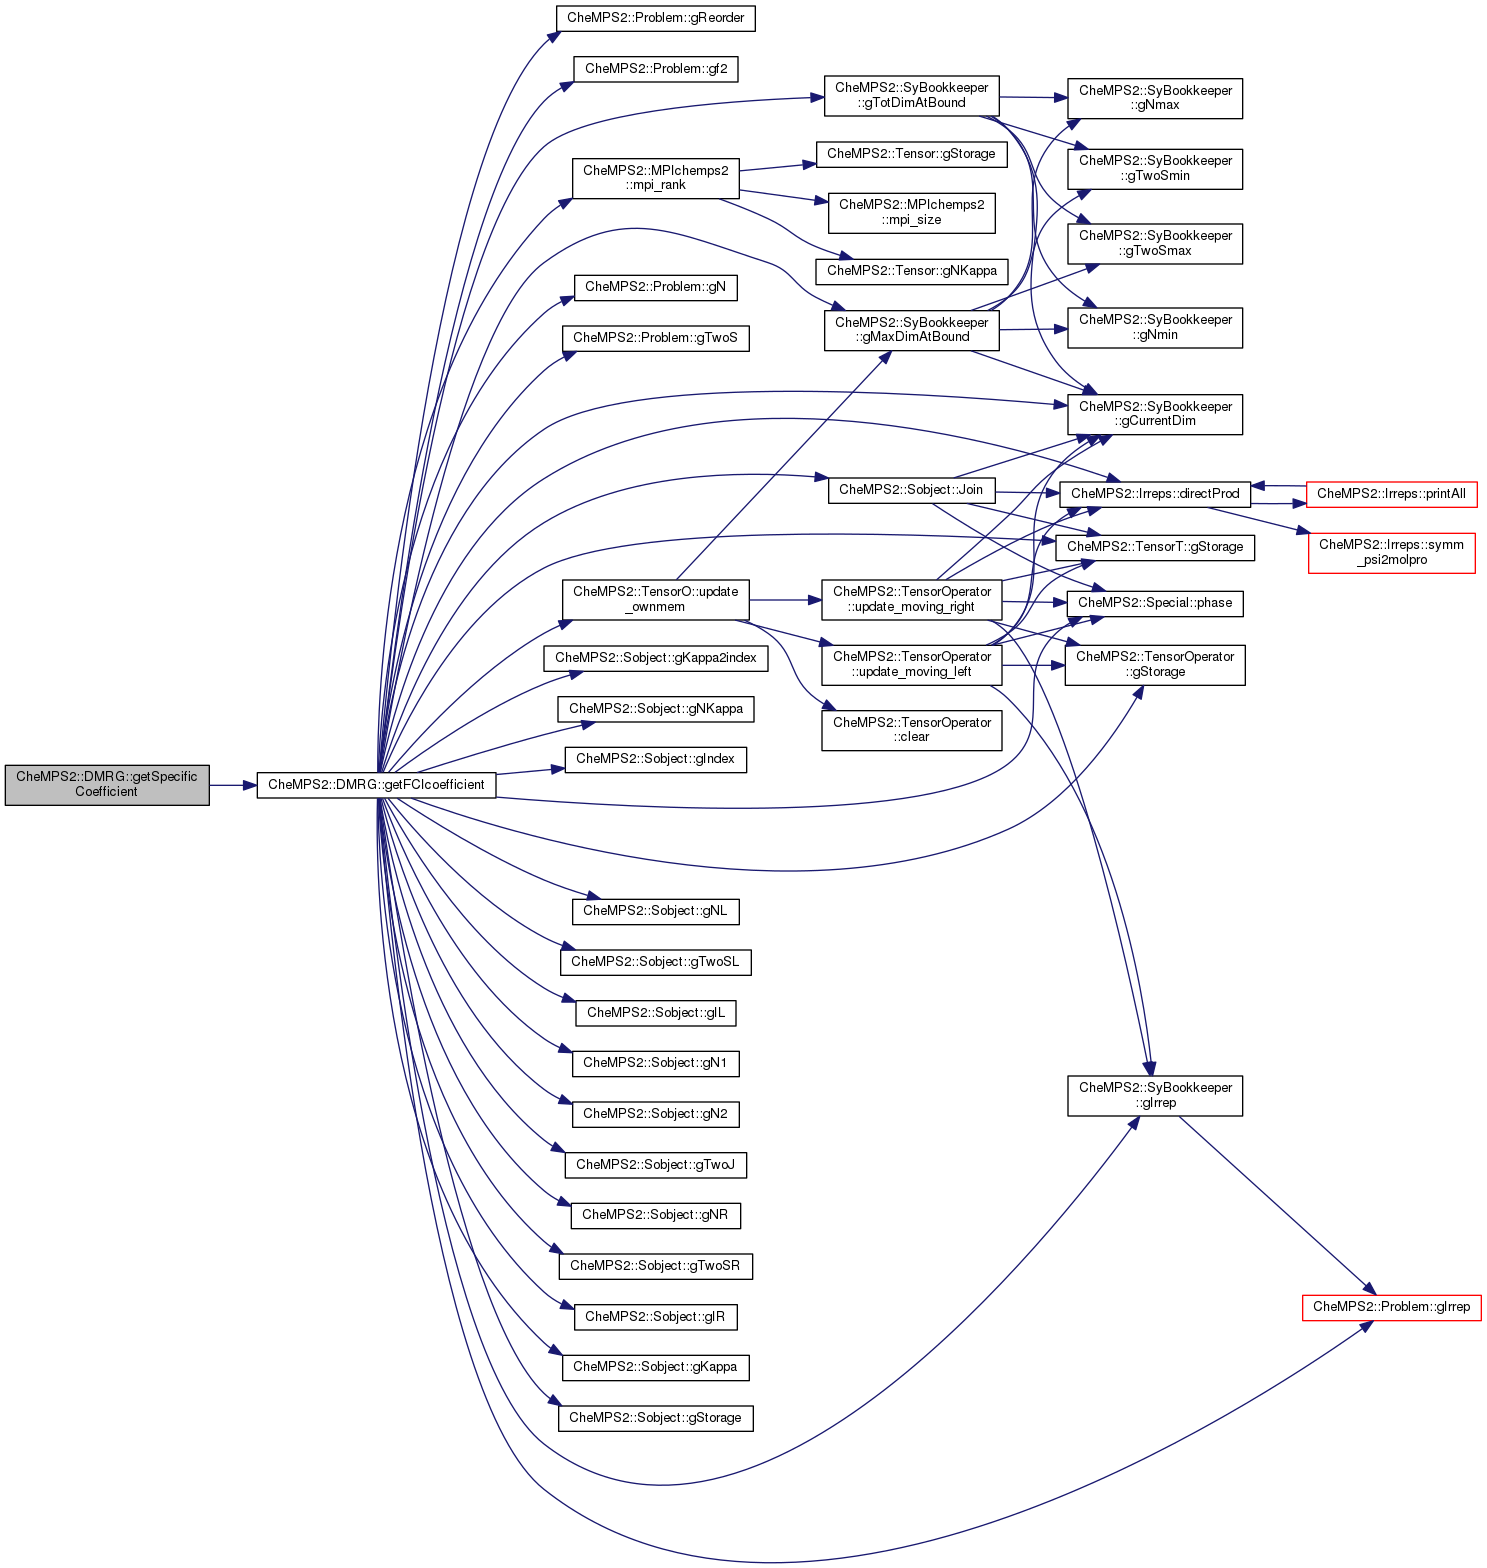 CheMPS2::DMRG::getSpecific
Coefficient
CheMPS2::DMRG::getFCIcoefficient
CheMPS2::Problem::gReorder
CheMPS2::Problem::gf2
CheMPS2::MPIchemps2
::mpi_rank
CheMPS2::Problem::gN
CheMPS2::Problem::gTwoS
CheMPS2::TensorO::update
_ownmem
CheMPS2::Sobject::gKappa2index
CheMPS2::Sobject::gNKappa
CheMPS2::Sobject::gIndex
CheMPS2::Sobject::gNL
CheMPS2::Sobject::gTwoSL
CheMPS2::Sobject::gIL
CheMPS2::Sobject::gN1
CheMPS2::Sobject::gN2
CheMPS2::Sobject::gTwoJ
CheMPS2::Sobject::gNR
CheMPS2::Sobject::gTwoSR
CheMPS2::Sobject::gIR
CheMPS2::Sobject::gKappa
CheMPS2::Sobject::gStorage
CheMPS2::SyBookkeeper
::gTotDimAtBound
CheMPS2::Tensor::gStorage
CheMPS2::MPIchemps2
::mpi_size
CheMPS2::Tensor::gNKappa
CheMPS2::SyBookkeeper
::gMaxDimAtBound
CheMPS2::Sobject::Join
CheMPS2::TensorOperator
::update_moving_right
CheMPS2::TensorOperator
::update_moving_left
CheMPS2::TensorOperator
::clear
CheMPS2::SyBookkeeper
::gNmax
CheMPS2::SyBookkeeper
::gTwoSmin
CheMPS2::SyBookkeeper
::gTwoSmax
CheMPS2::SyBookkeeper
::gNmin
CheMPS2::SyBookkeeper
::gCurrentDim
CheMPS2::Irreps::directProd
CheMPS2::TensorT::gStorage
CheMPS2::Special::phase
CheMPS2::TensorOperator
::gStorage
CheMPS2::SyBookkeeper
::gIrrep
CheMPS2::Irreps::printAll
CheMPS2::Irreps::symm
_psi2molpro
CheMPS2::Problem::gIrrep